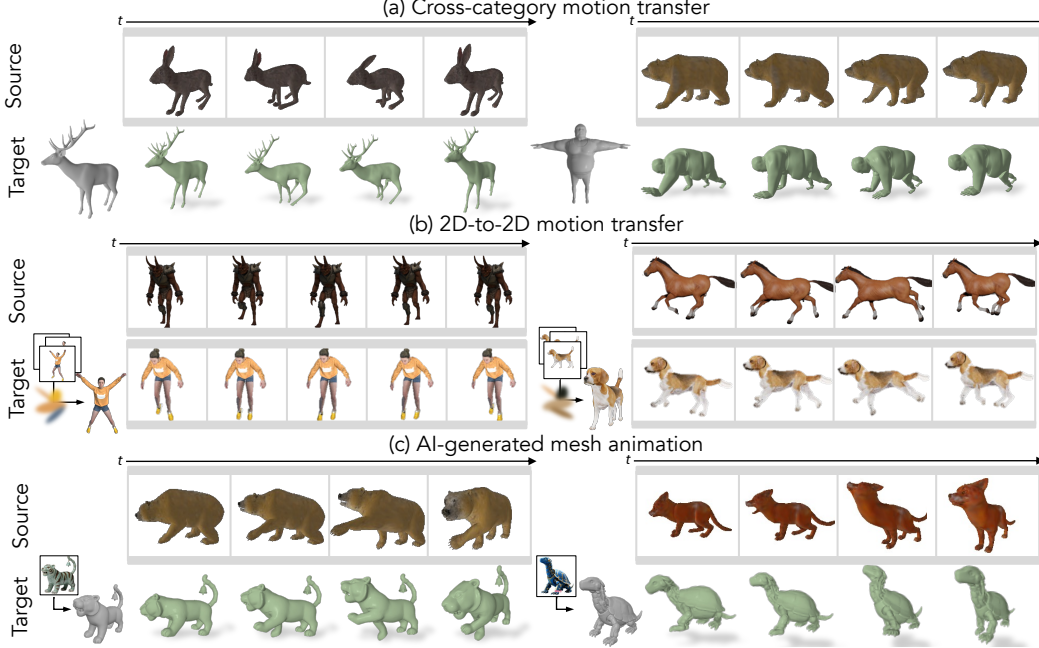 (a) Cross-category motion transfer
t
Source
Target
(b) 2D-to-2D motion transfer
t
t
Source
Target
(c) AI-generated mesh animation
t
t
Source
Target